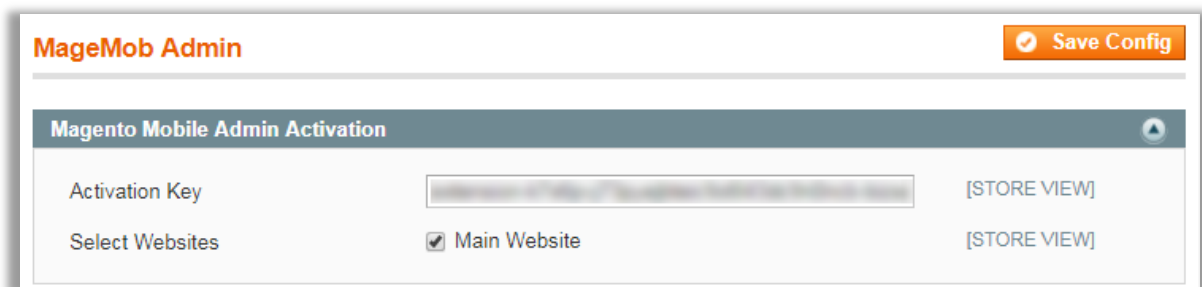 MageMob Admin
Save Config
Magento Mobile Admin Activation
Activation Key [STORE VIEW]
Select Websites Main Website [STORE VIEW]